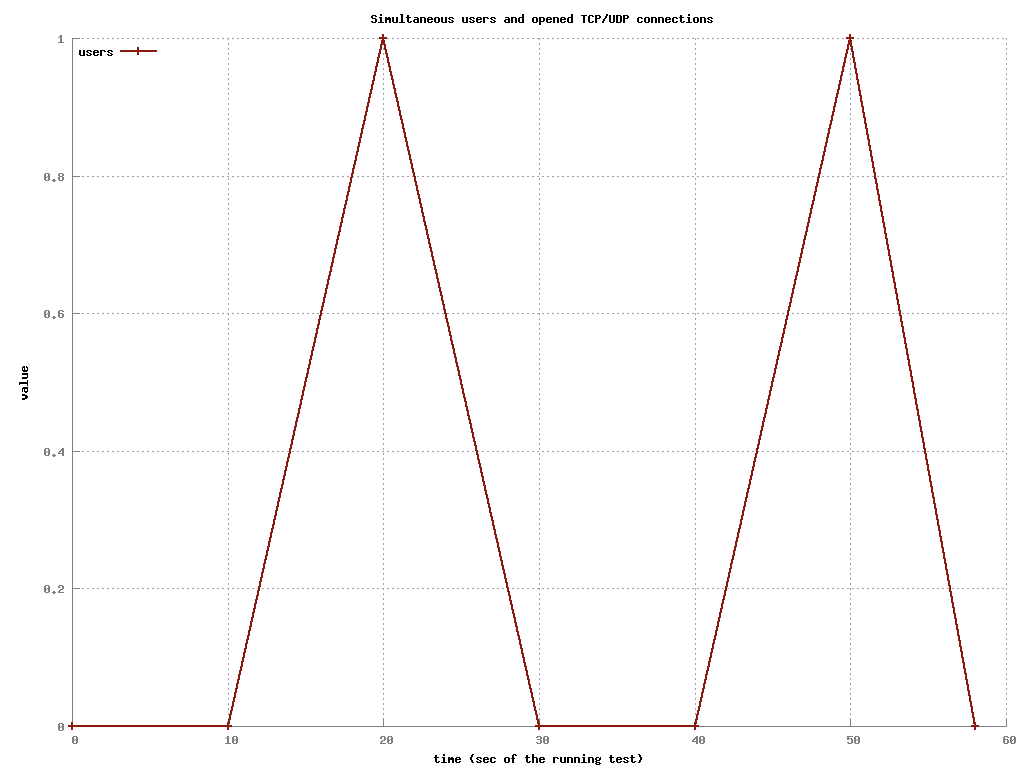 Simultaneous users and opened TCP/UDP connections
users
1
0.8
0.6
0.4
0.2
0
value
0 10 20 30 40 50 60
time (sec of the running test)